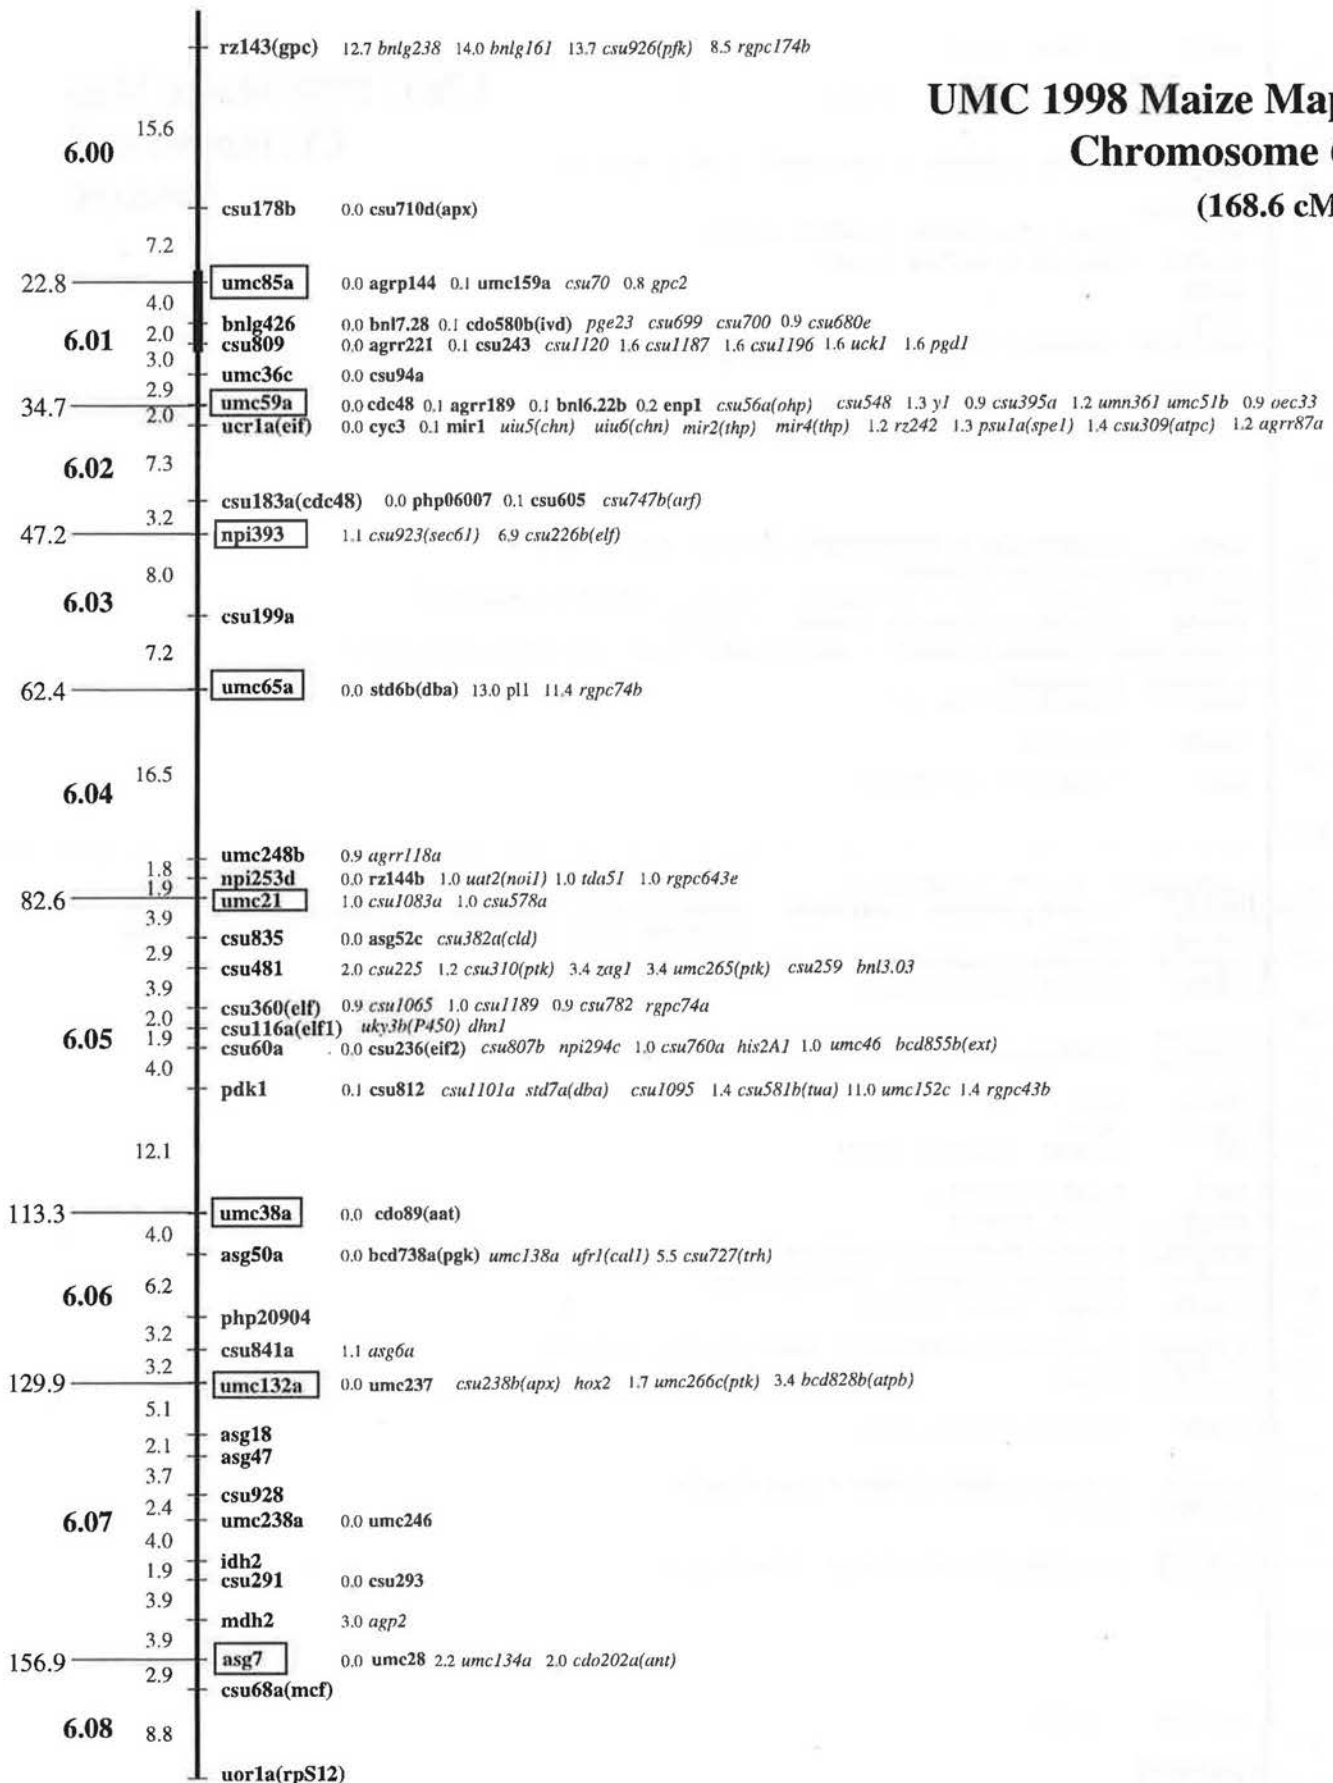 rz143(gpc) 12.7 bnlg238 14.0 bnlg161 13.7 csu926(pfk) 8.5 rgpc174b
UMC 1998 Maize Map
Chromosome 6
(168.6 cM
15.6
6.00
csu178b 0.0 csu710d(apx)
7.2
22.8 umc85a 0.0 agrp144 0.1 umc159a csu70 0.8 gpc2
4.0
bnlg426 0.0 bnl7.28 0.1 cdo580b(ivd) pge23 csu699 csu700 0.9 csu680e
6.01 2.0
csu809 0.0 agrr221 0.1 csu243 csu1120 1.6 csu1187 1.6 csu1196 1.6 uck1 1.6 pgd1
3.0
umc36c 0.0 csu94a
2.9
34.7 umc59a 0.0 cdc48 0.1 agrr189 0.1 bnl6.22b 0.2 enp1 csu56a(ohp) csu548 1.3 y1 0.9 csu395a 1.2 umn361 umc51b 0.9 oec33
2.0
ucr1a(eif) 0.0 cyc3 0.1 mir1 uiu5(chn) uiu6(chn) mir2(thp) mir4(thp) 1.2 rz242 1.3 psu1a(spe1) 1.4 csu309(atpc) 1.2 agrr87a
6.02 7.3
csu183a(cdc48) 0.0 php06007 0.1 csu605 csu747b(arf)
3.2
47.2 npi393 1.1 csu923(sec61) 6.9 csu226b(elf)
8.0
6.03
csu199a
7.2
62.4 umc65a 0.0 std6b(dba) 13.0 pl1 11.4 rgpc74b
16.5
6.04
umc248b 0.9 agrr118a
1.8
npi253d 0.0 rz144b 1.0 uat2(noi1) 1.0 tda51 1.0 rgpc643e
1.9
82.6 umc21 1.0 csu1083a 1.0 csu578a
3.9
csu835 0.0 asg52c csu382a(cld)
2.9
csu481 2.0 csu225 1.2 csu310(ptk) 3.4 zag1 3.4 umc265(ptk) csu259 bnl3.03
3.9
csu360(elf) 0.9 csu1065 1.0 csu1189 0.9 csu782 rgpc74a
2.0
csu116a(elf1) uky3b(P450) dhn1
6.05 1.9
csu60a 0.0 csu236(eif2) csu807b npi294c 1.0 csu760a his2A1 1.0 umc46 bcd855b(ext)
4.0
pdk1 0.1 csu812 csu1101a std7a(dba) csu1095 1.4 csu581b(tua) 11.0 umc152c 1.4 rgpc43b
12.1
113.3 umc38a 0.0 cdo89(aat)
4.0
asg50a 0.0 bcd738a(pgk) umc138a ufr1(cal1) 5.5 csu727(trh)
6.06 6.2
php20904
3.2
csu841a 1.1 asg6a
3.2
129.9 umc132a 0.0 umc237 csu238b(apx) hox2 1.7 umc266c(ptk) 3.4 bcd828b(atpb)
5.1
asg18
2.1
asg47
3.7
csu928
2.4
6.07 umc238a 0.0 umc246
4.0
idh2
1.9
csu291 0.0 csu293
3.9
mdh2 3.0 agp2
3.9
156.9 asg7 0.0 umc28 2.2 umc134a 2.0 cdo202a(ant)
2.9
csu68a(mcf)
6.08 8.8
uor1a(rpS12)